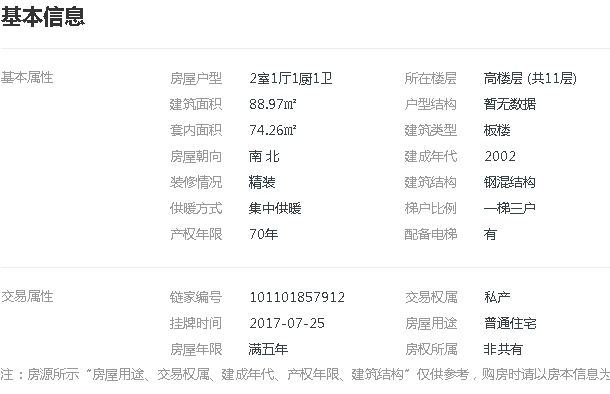 基本信息
基本属性 房屋户型 2室1厅1厨1卫 所在楼层 高楼层 (共11层)
建筑面积 88.97㎡ 户型结构 暂无数据
套内面积 74.26㎡ 建筑类型 板楼
房屋朝向 南 北 建成年代 2002
装修情况 精装 建筑结构 钢混结构
供暖方式 集中供暖 梯户比例 一梯三户
产权年限 70年 配备电梯 有
交易属性 链家编号 101101857912 交易权属 私产
挂牌时间 2017-07-25 房屋用途 普通住宅
房屋年限 满五年 房权所属 非共有
注：房源所示“房屋用途、交易权属、建成年代、产权年限、建筑结构”仅供参考，购房时请以房本信息为